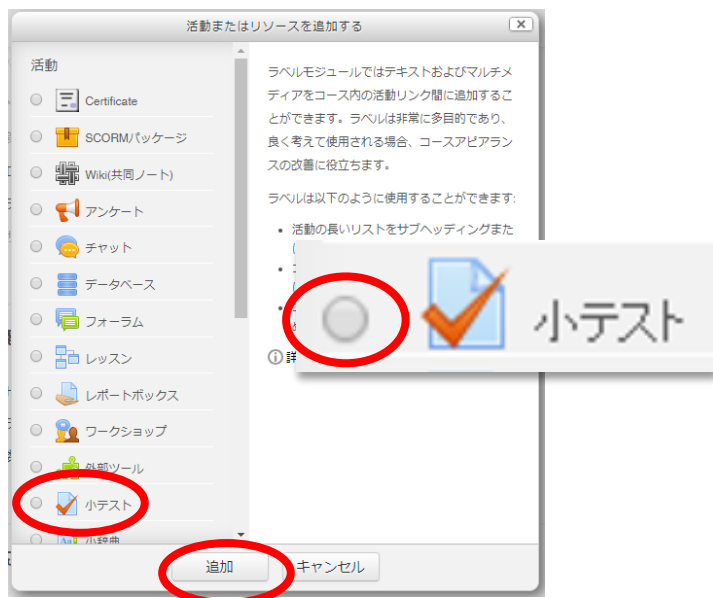 活動またはリソースを追加する
活動
Certificate
SCORMパッケージ
Wiki(共同ノート)
アンケート
チャット
データベース
フォーラム
レッスン
レポートボックス
ワークショップ
外部ツール
小テスト
小辞典
ラベルモジュールではテキストおよびマルチメ
ディアをコース内の活動リンク間に追加するこ
とができます。ラベルは非常に多目的であり、
良く考えて使用される場合、コースアピアラン
スの改善に役立ちます。
ラベルは以下のように使用することができます:
活動の長いリストをサブヘッディングまた
小テスト
追加
キャンセル